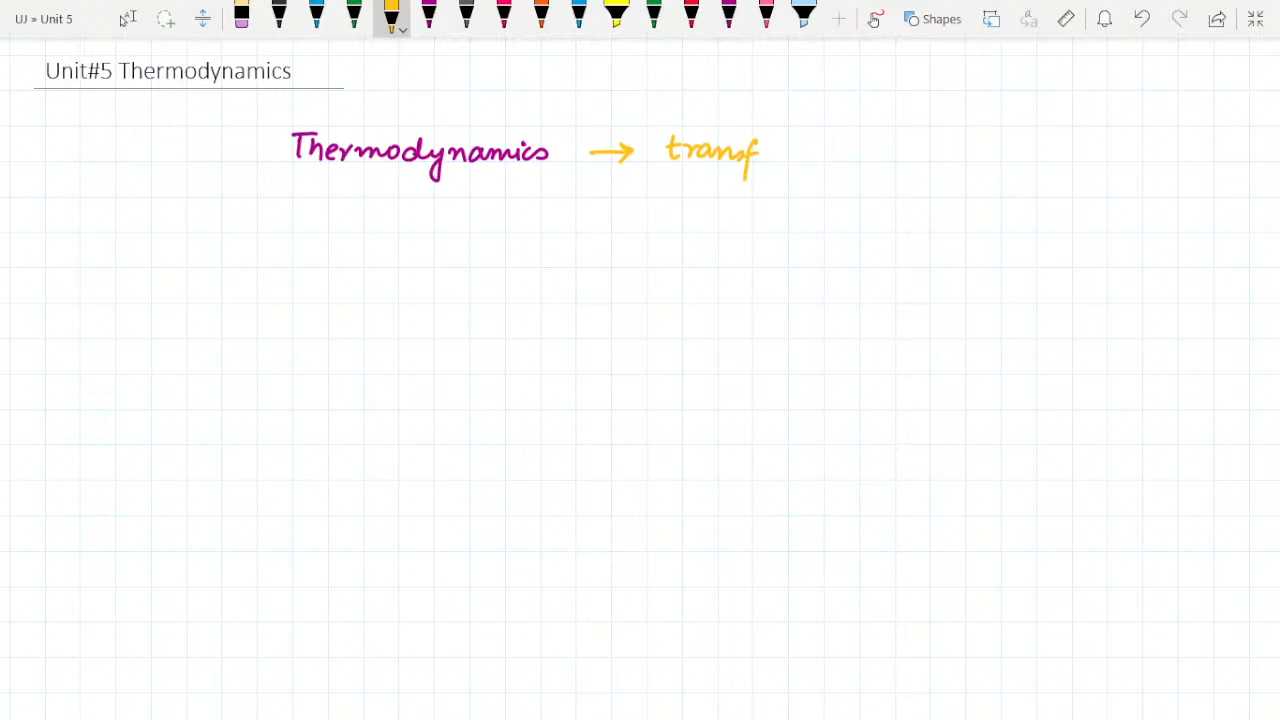 UJ » Unit 5
Shapes
Unit#5 Thermodynamics
Thermodynamics → transf